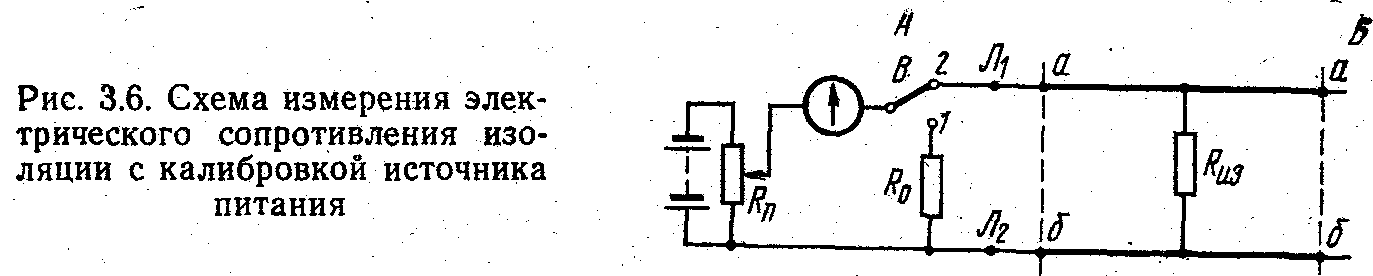 Рис. 3.6. Схема измерения элек-
трического сопротивления изо-
ляции с калибровкой источника
питания
А
Б
В
2
Л1
а
а
1
Rп
R0
Rиз
Л2
б
б